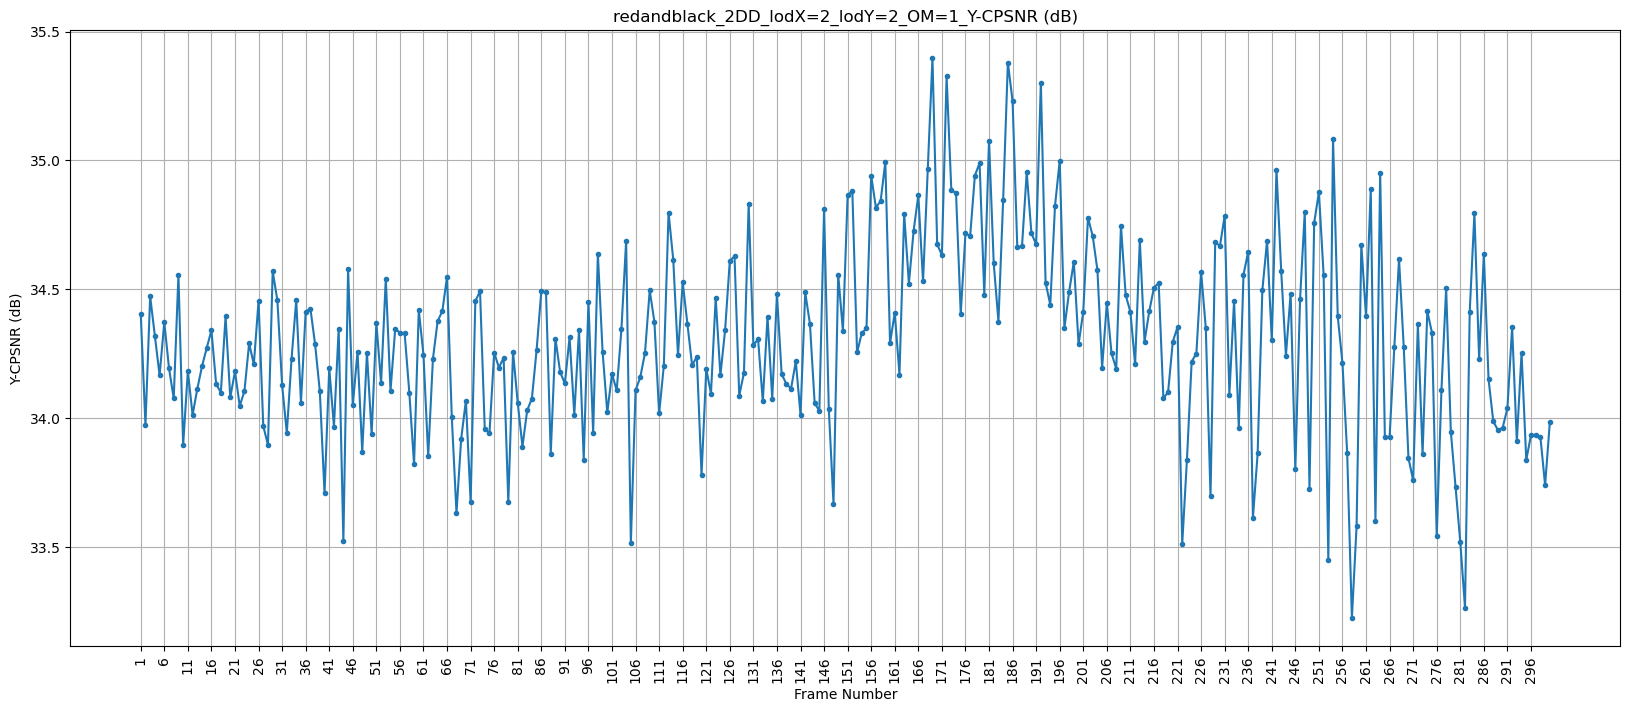 redandblack_2DD_lodX=2_lodY=2_OM=1_Y-CPSNR (dB)
35.5
35.0
34.5
34.0
33.5
Y-CPSNR (dB)
1 6 11 16 21 26 31 36 41 46 51 56 61 66 71 76 81 86 91 96 101 106 111 116 121 126 131 136 141 146 151 156 161 166 171 176 181 186 191 196 201 206 211 216 221 226 231 236 241 246 251 256 261 266 271 276 281 286 291 296
Frame Number